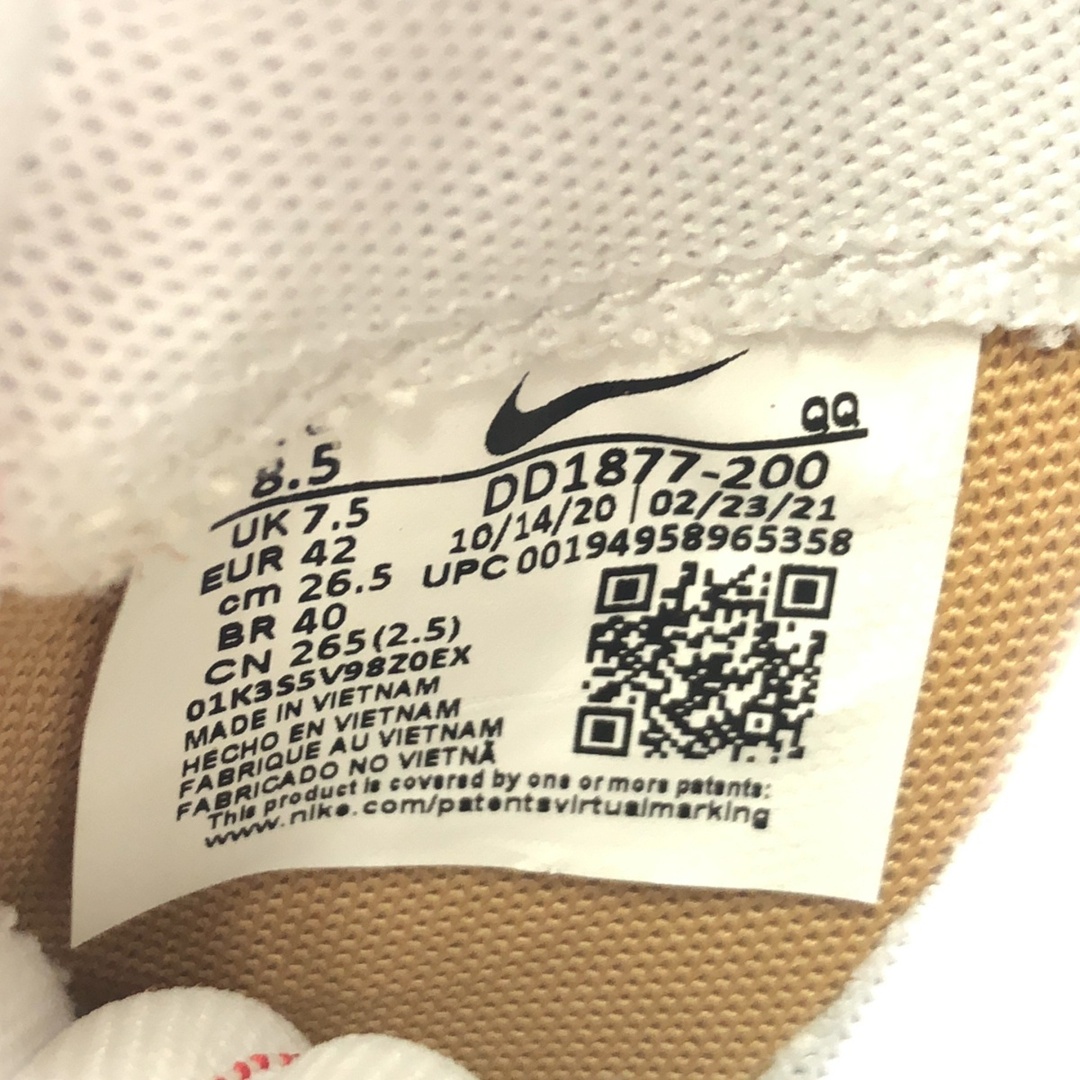 QQ
8.5
DD1877-200
UK 7.5
10/14/20 | 02/23/21
EUR 42
UPC 00194958965358
cm 26.5
BR 40
CN 265(2.5)
01K3S5V98Z0EX
MADE IN VIETNAM
HECHO EN VIETNAM
FABRIQUE AU VIETNAM
FABRICADO NO VIETNÃ
This product is covered by one or more patents:
www.nike.com/patentsvirtualmarking